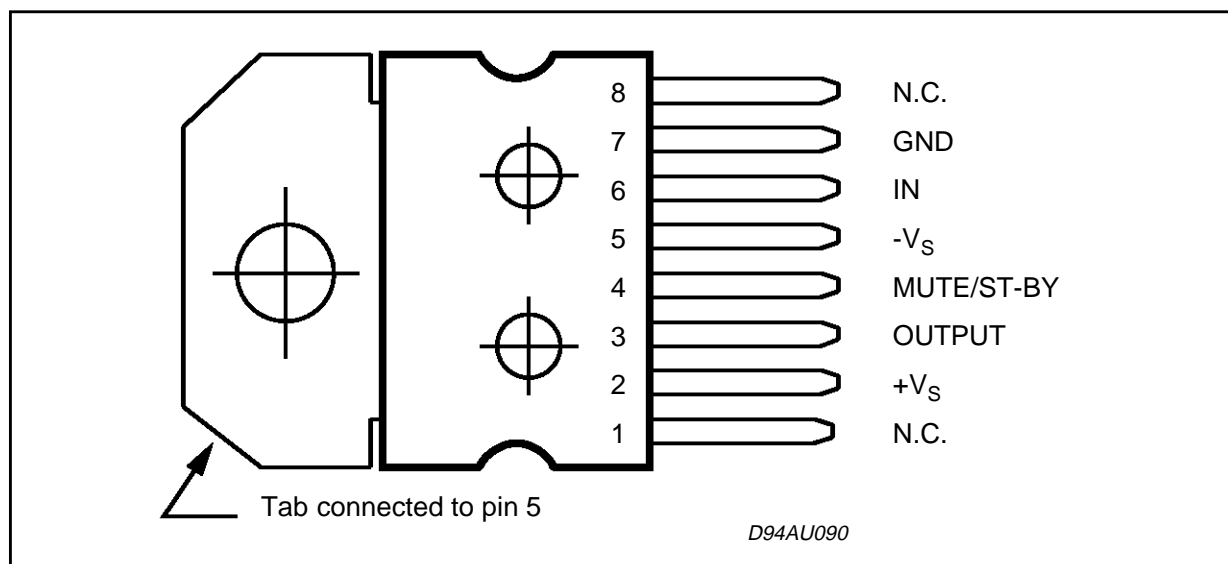 8 N.C.
7 GND
6 IN
5 -VS
4 MUTE/ST-BY
3 OUTPUT
2 +VS
1 N.C.
Tab connected to pin 5
D94AU090